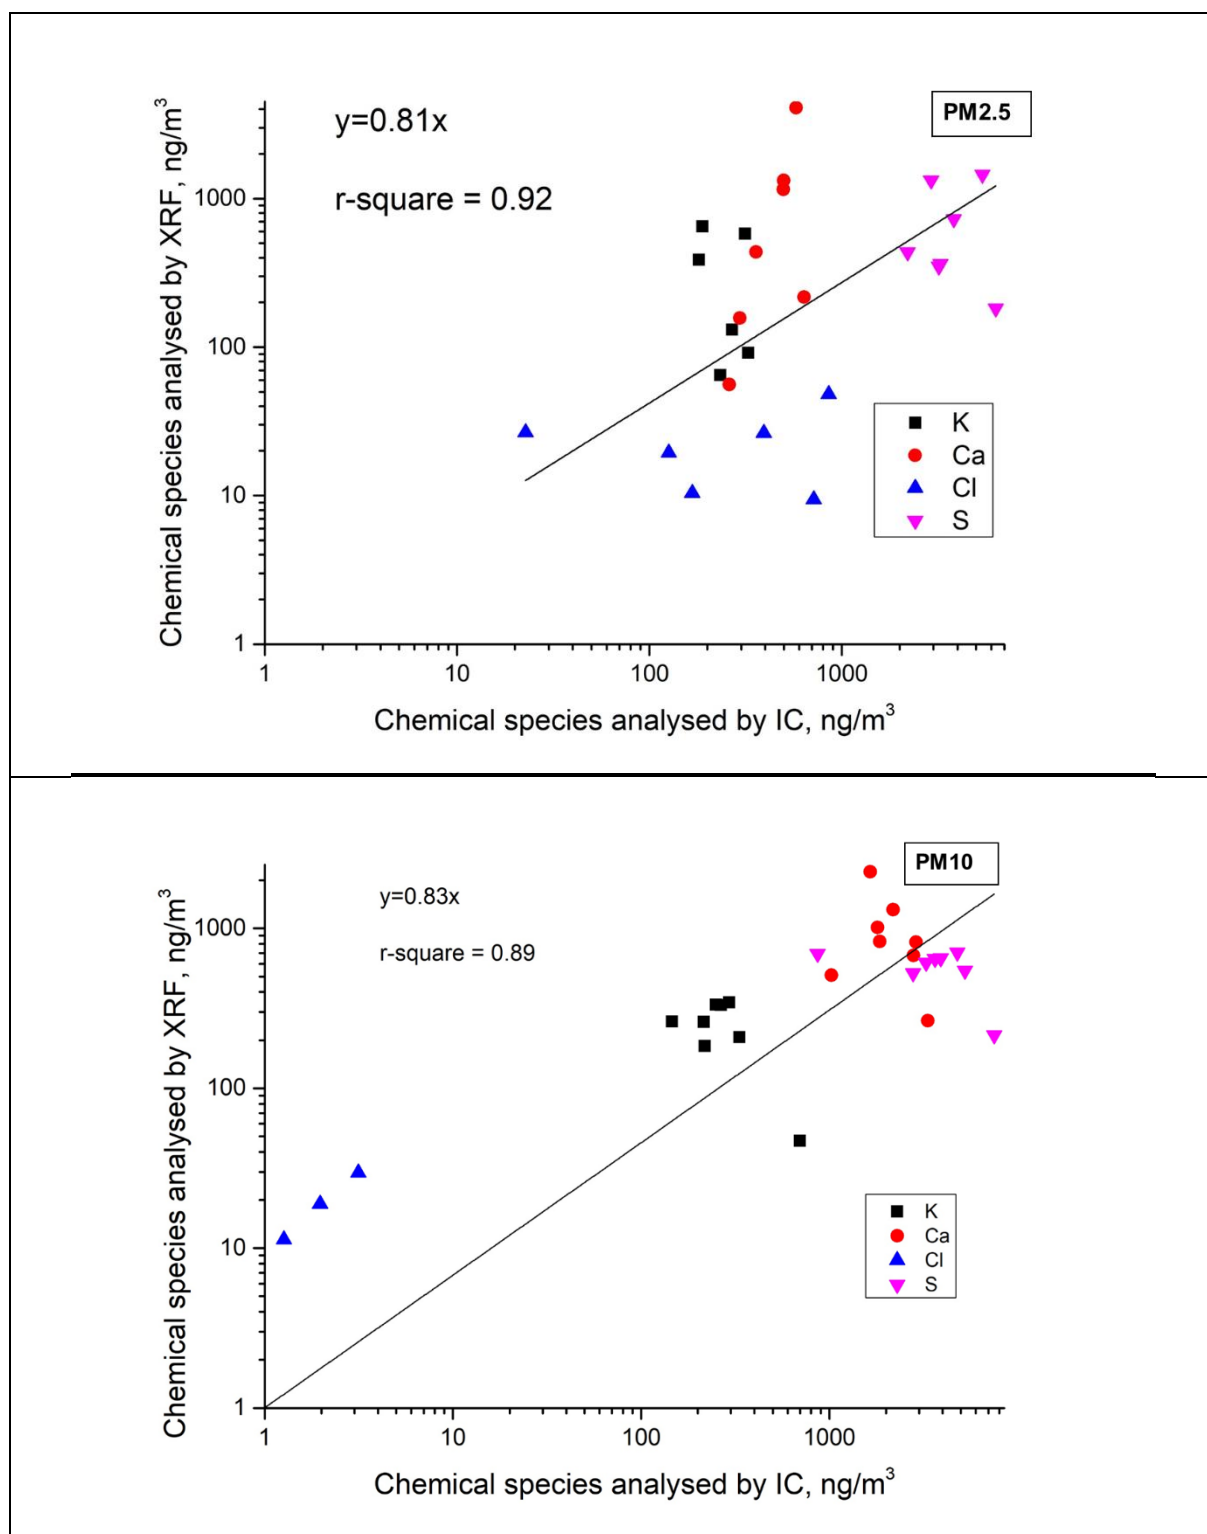 PM2.5
y=0.81x
r-square = 0.92
Chemical species analysed by XRF, ng/m³
1000
100
10
1
1
10
100
1000
K
Ca
Cl
S
Chemical species analysed by IC, ng/m³
PM10
y=0.83x
r-square = 0.89
Chemical species analysed by XRF, ng/m³
1000
100
10
1
1
10
100
1000
K
Ca
Cl
S
Chemical species analysed by IC, ng/m³